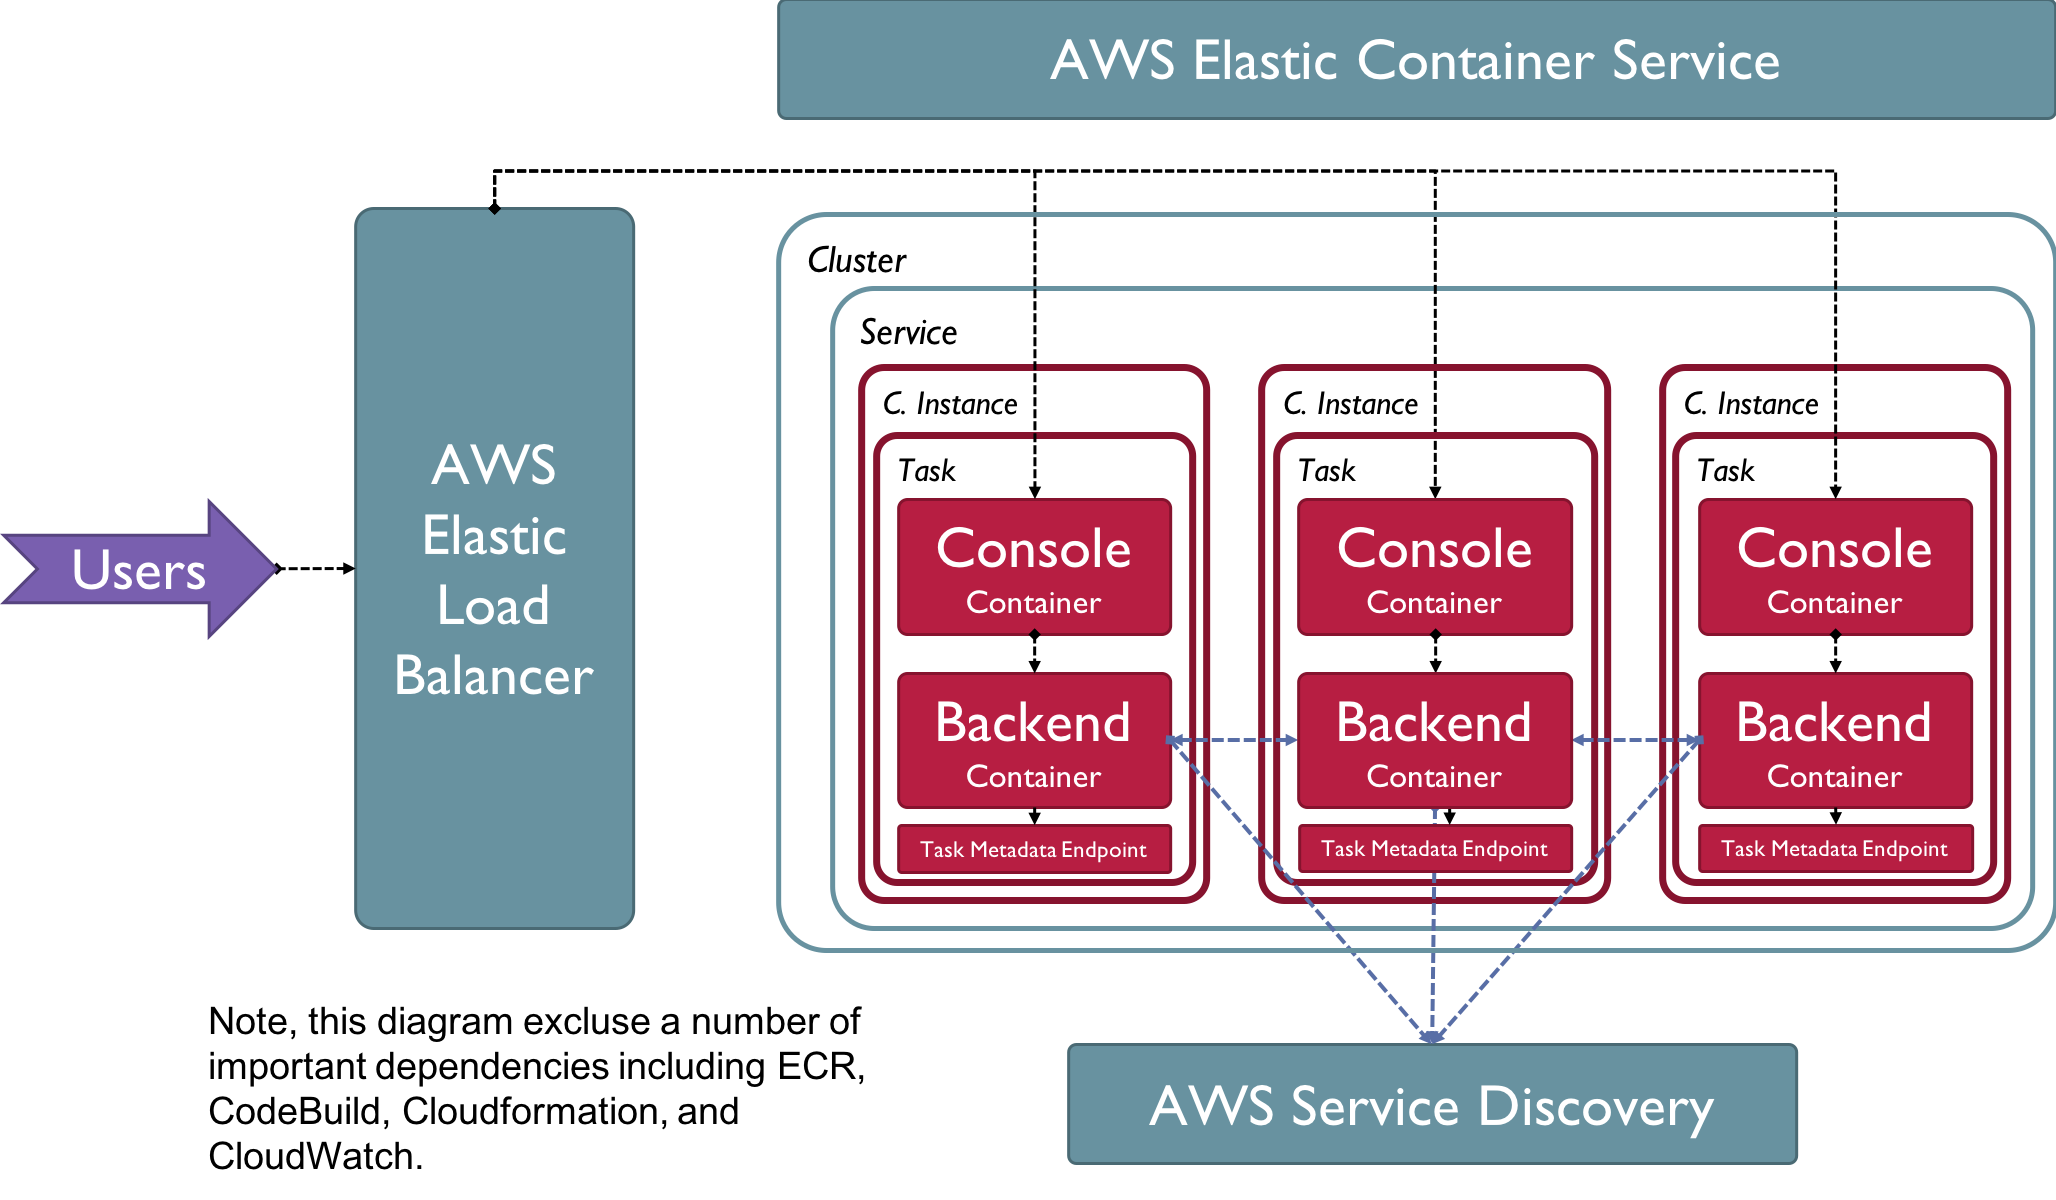 AWS Elastic Container Service
Cluster
Service
C. Instance
Task
Console
Container
Backend
Container
Task Metadata Endpoint
C. Instance
Task
Console
Container
Backend
Container
Task Metadata Endpoint
C. Instance
Task
Console
Container
Backend
Container
Task Metadata Endpoint
Users
AWS
Elastic
Load
Balancer
Note, this diagram excluse a number of
important dependencies including ECR,
CodeBuild, Cloudformation, and
CloudWatch.
AWS Service Discovery